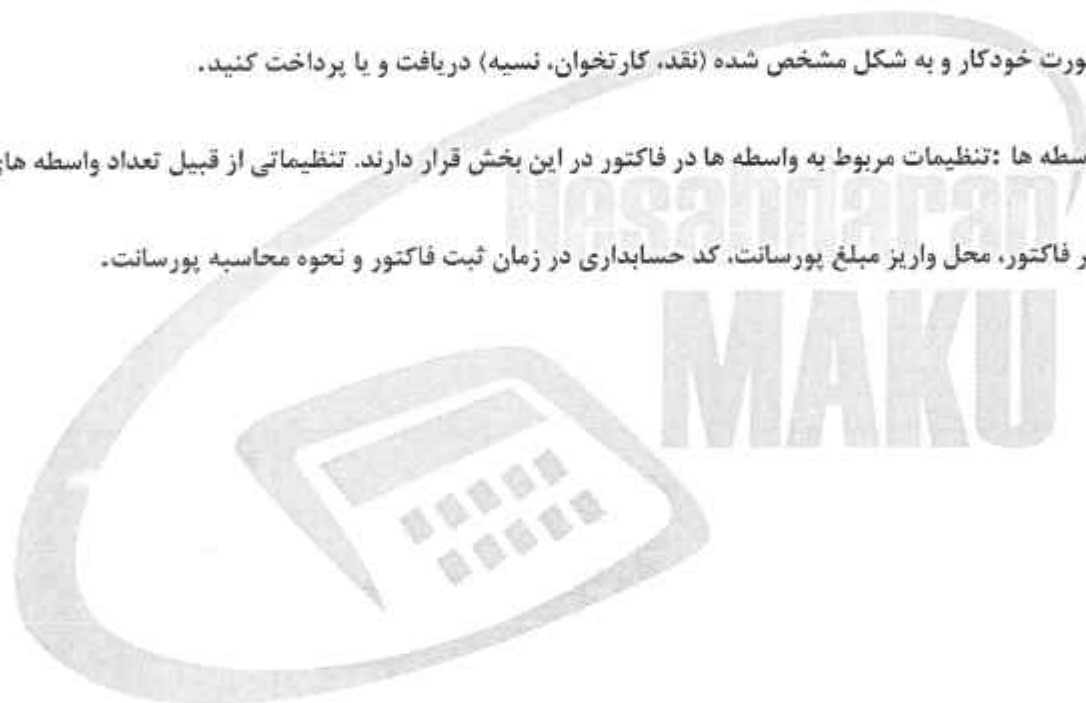 ورت خودکار و به شکل مشخص شده (نقد، کارتخوان، نسیه) دریافت و یا پرداخت کنید.
سطه ها :تنظیمات مربوط به واسطه ها در فاکتور در این بخش قرار دارند. تنظیماتی از قبیل تعداد واسطه های
Hesabdaran
ر فاکتور، محل واریز مبلغ پورسانت، کد حسابداری در زمان ثبت فاکتور و نحوه محاسبه پورسانت.
MAKU